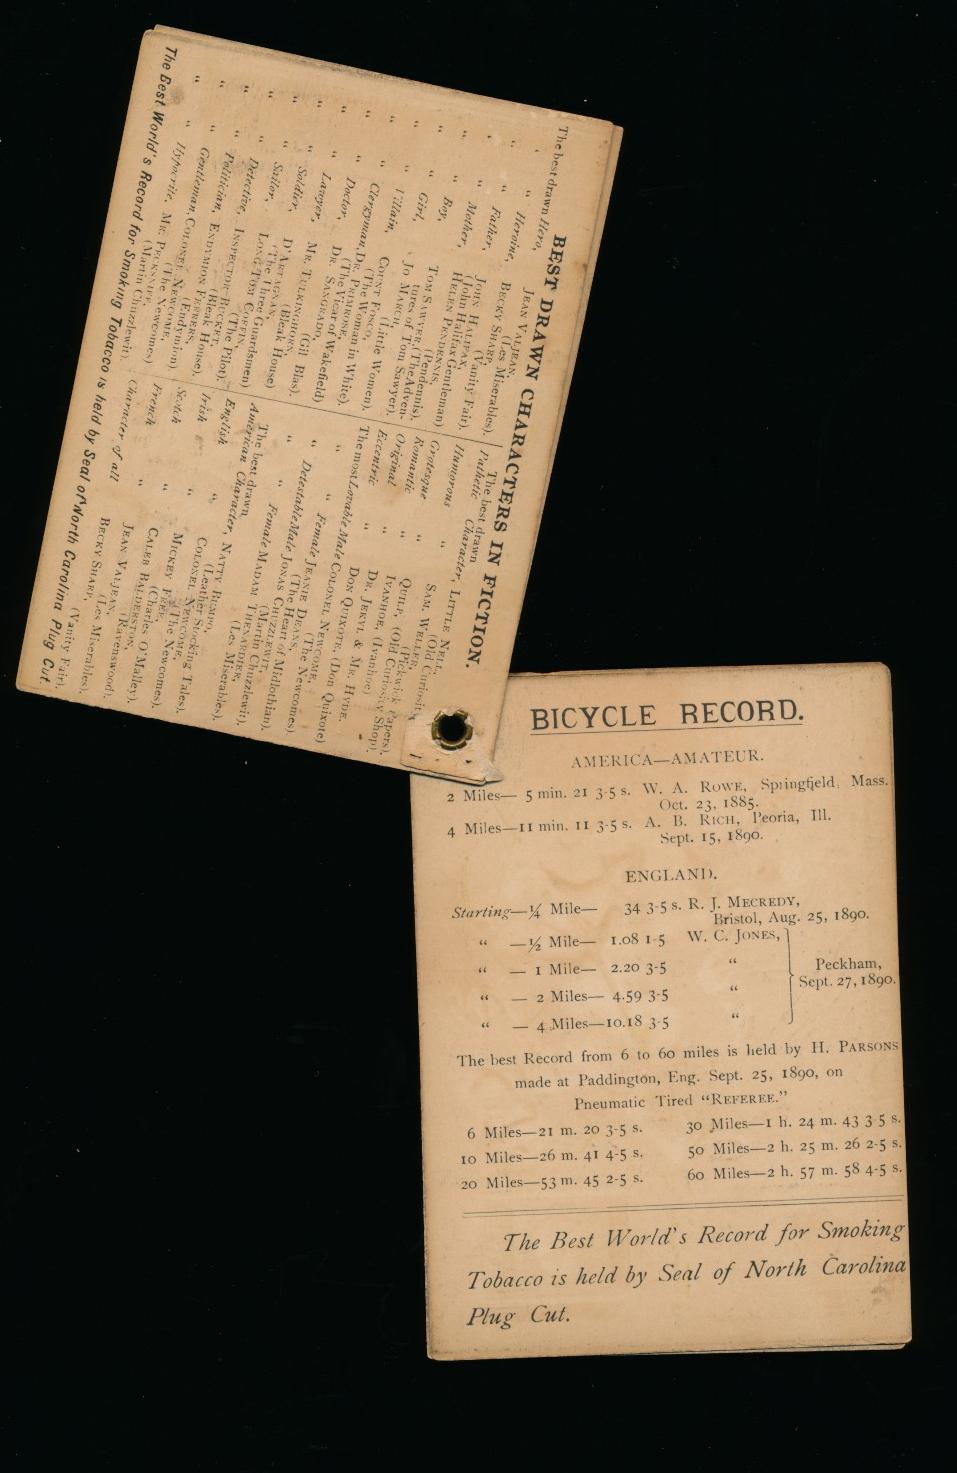 BEST DRAWN CHARACTERS IN FICTION.
The best drawn Hero, JEAN VALJEAN,
(Les Miserables).
" " Heroine, BECKY SHARP,
(Vanity Fair).
" " Father, JOHN HALIFAX,
(John Halifax Gentleman)
" " Mother, HELEN PENDENNIS,
(Pendennis).
" " Boy, TOM SAWYER, (The Adven-
tures of Tom Sawyer).
" " Girl, JO MARCH,
(Little Women).
" " Villain, COUNT FOSCO,
(The Woman in White).
" " Clergyman, DR. PRIMROSE,
(The Vicar of Wakefield)
" " Doctor, DR. SANGRADO,
(Gil Blas).
" " Lawyer, MR. TULKINGHORN,
(Bleak House)
" " Soldier, D'ARTAGNAN,
(The Three Guardsmen)
" " Sailor, LONG TOM COFFIN,
(The Pilot).
" " Detective, INSPECTOR BUCKET,
(Bleak House).
" " Politician, ENDYMION FERRERS,
(Endymion)
" " Gentleman, COLONEL NEWCOME,
(The Newcomes)
" " Hypocrite, MR. PECKSNIFF,
(Martin Chuzzlewit)
The best drawn
Pathetic Character, LITTLE NELL,
(Old Curiosity
Humorous " SAM. WELLER,
(Pickwick Papers).
Grotesque " QUILP, (Old Curiosity Shop).
Romantic " IVANHOE, (Ivanhoe)
Original " DR. JEKYL & MR. HYDE.
Eccentric " DON QUIXOTE, (Don Quixote)
The most Lovable Male COLONEL NEWCOME,
(The Newcomes)
" " Female JEANIE DEANS,
(The Heart of Midlothian)
" Detestable Male JONAS CHUZZLEWIT,
(Martin Chuzzlewit).
" " Female MADAM THENARDIER,
(Les Miserables).
The best drawn
American Character, NATTY BUMPO,
(Leather Stocking Tales).
English " COLONEL NEWCOME,
(The Newcomes).
Irish " MICKEY FREE,
(Charles O'Malley).
Scotch " CALEB BALDERSTON,
(Ravenswood).
French " JEAN VALJEAN,
(Les Miserables).
Character of all " BECKY SHARP,
(Vanity Fair).
The Best World's Record for Smoking Tobacco is held by Seal of North Carolina Plug Cut.
BICYCLE RECORD.
AMERICA—AMATEUR.
2 Miles— 5 min. 21 3-5 s. W. A. ROWE, Springfield, Mass.
Oct. 23, 1885.
4 Miles—11 min. 11 3-5 s. A. B. RICH, Peoria, Ill.
Sept. 15, 1890.
ENGLAND.
Starting—¼ Mile— 34 3-5 s. R. J. MECREDY,
Bristol, Aug. 25, 1890.
" —½ Mile— 1.08 1-5 W. C. JONES,
" — 1 Mile— 2.20 3-5 " Peckham,
" — 2 Miles— 4.59 3-5 " Sept. 27, 1890.
" — 4 Miles—10.18 3-5 "
The best Record from 6 to 60 miles is held by H. PARSONS
made at Paddington, Eng. Sept. 25, 1890, on
Pneumatic Tired "REFEREE."
6 Miles—21 m. 20 3-5 s. 30 Miles—1 h. 24 m. 43 3-5 s.
10 Miles—26 m. 41 4-5 s. 50 Miles—2 h. 25 m. 26 2-5 s.
20 Miles—53 m. 45 2-5 s. 60 Miles—2 h. 57 m. 58 4-5 s.
The Best World's Record for Smoking
Tobacco is held by Seal of North Carolina
Plug Cut.